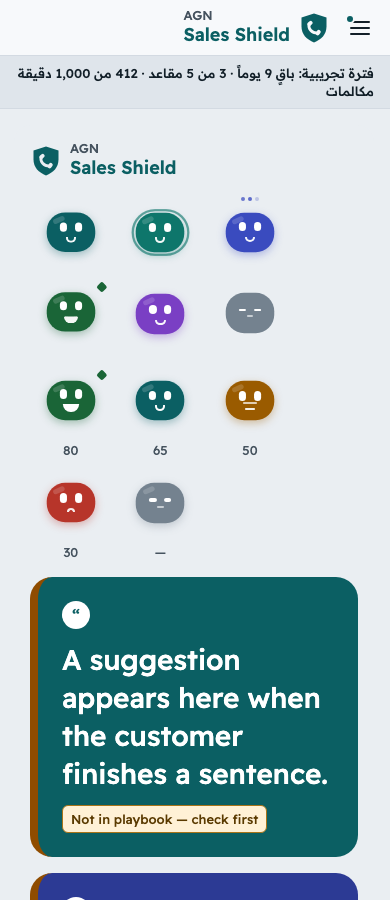 AGN
Sales Shield
فترة تجريبية: باقٍ 9 يوماً · 3 من 5 مقاعد · 412 من 1,000 دقيقة
مكالمات
AGN
Sales Shield
80
65
50
30
—
“
A suggestion
appears here when
the customer
finishes a sentence.
Not in playbook — check first